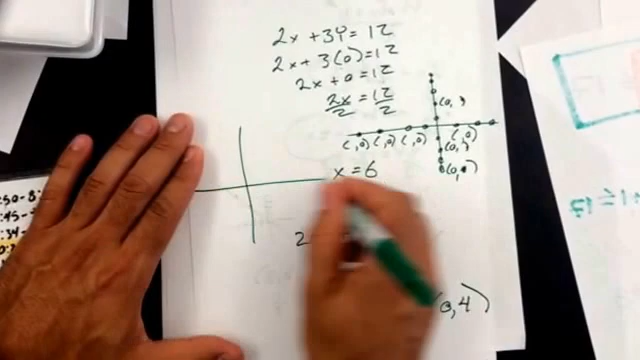 2x + 3y = 12
2x + 3(0) = 12
2x + 0 = 12
2x/2 = 12/2
x = 6
(0, )
( , 0) ( , 0) ( , 0) ( , 0)
(0, )
(0, )
2
(0, 4)